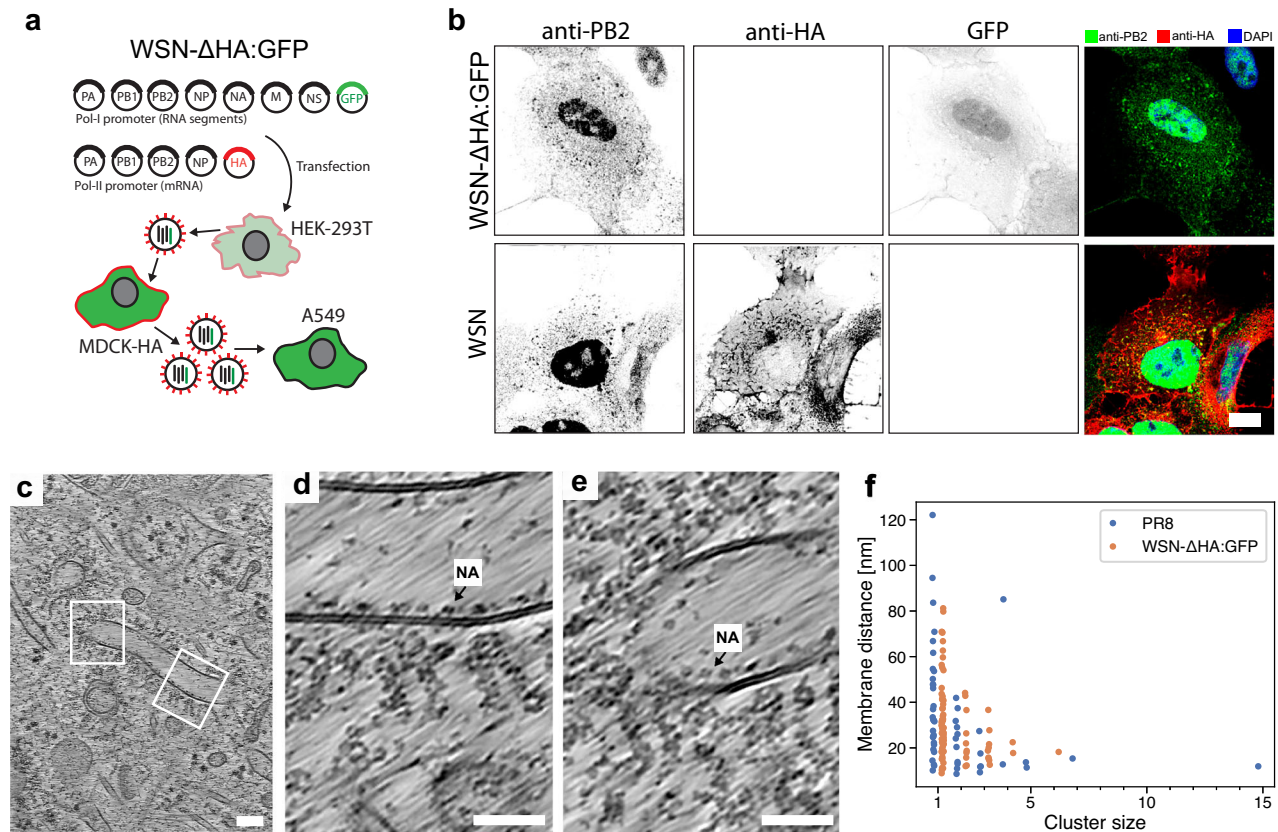 a
WSN-ΔHA:GFP
PA PB1 PB2 NP NA M NS GFP
Pol-I promoter (RNA segments)
PA PB1 PB2 NP HA
Pol-II promoter (mRNA)
Transfection
HEK-293T
MDCK-HA
A549
b
anti-PB2 anti-HA GFP
anti-PB2 anti-HA DAPI
WSN-ΔHA:GFP
WSN
c
d
NA
e
NA
f
PR8
WSN-ΔHA:GFP
Membrane distance [nm]
120
100
80
60
40
20
1 5 10 15
Cluster size